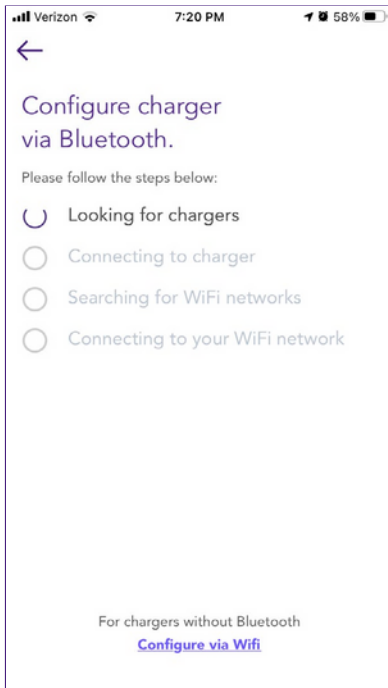 Verizon 7:20 PM 58%
Configure charger
via Bluetooth.
Please follow the steps below:
Looking for chargers
Connecting to charger
Searching for WiFi networks
Connecting to your WiFi network
For chargers without Bluetooth
Configure via Wifi